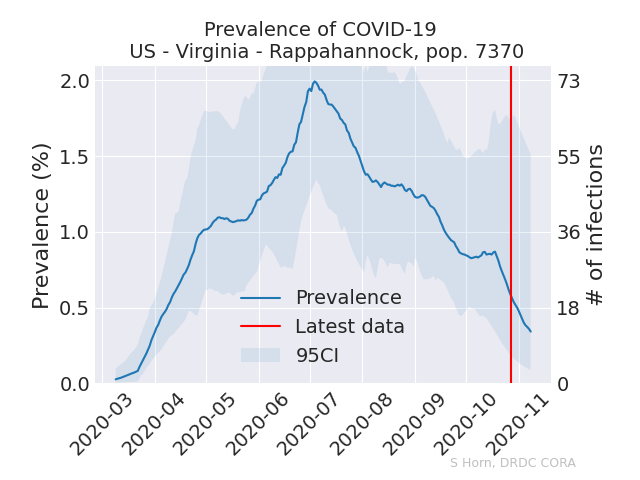 Prevalence of COVID-19
US - Virginia - Rappahannock, pop. 7370
Prevalence (%)
2.0
1.5
1.0
0.5
0.0
73
55
36
18
0
# of infections
Prevalence
Latest data
95CI
2020-03
2020-04
2020-05
2020-06
2020-07
2020-08
2020-09
2020-10
2020-11
S Horn, DRDC CORA